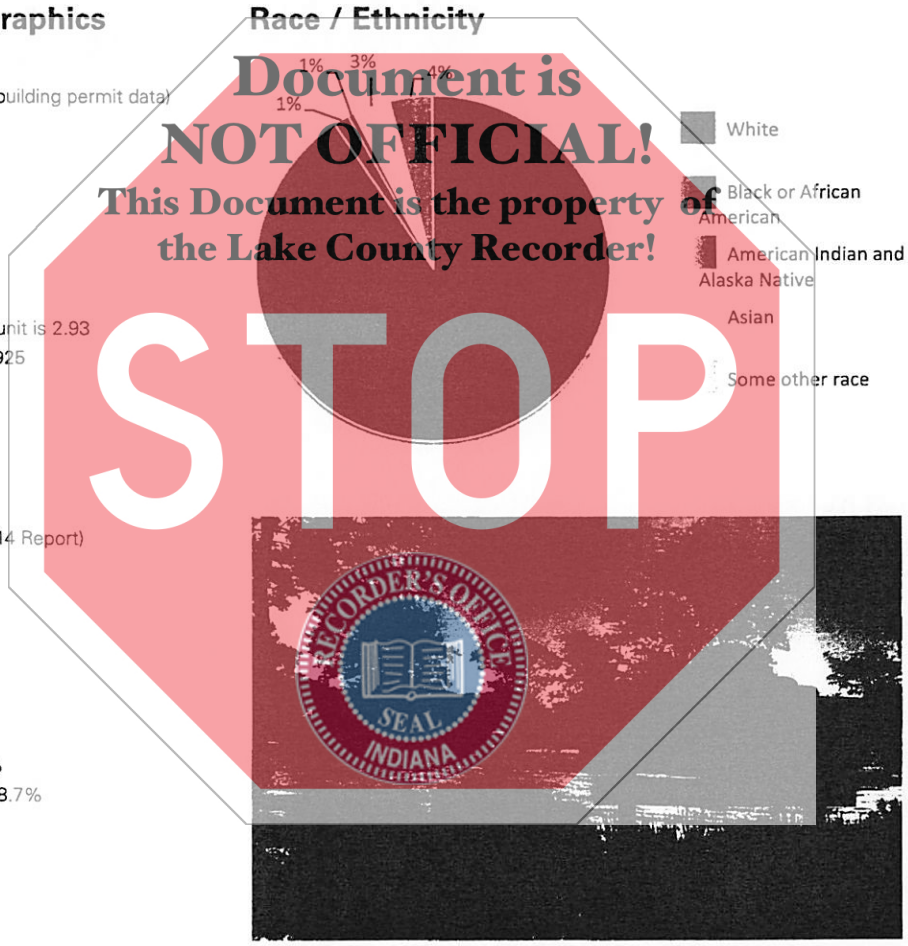 raphics
Race / Ethnicity
Document is
NOT OFFICIAL!
This Document is the property of
the Lake County Recorder!
building permit data)
1%
1%
3%
4%
White
Black or African
American
American Indian and
Alaska Native
Asian
Some other race
unit is 2.93
925
STOP
14 Report)
RECORDER'S OFFICE
SEAL
INDIANA
8.7%